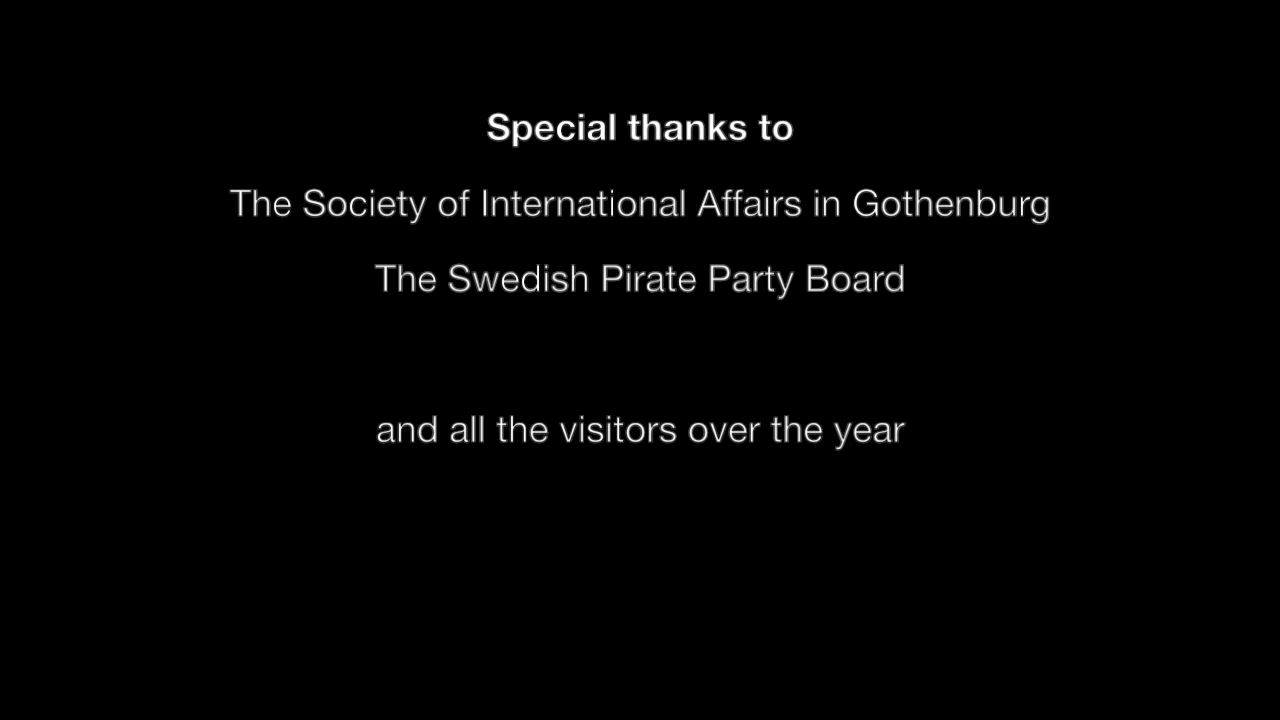 Special thanks to
The Society of International Affairs in Gothenburg
The Swedish Pirate Party Board
and all the visitors over the year